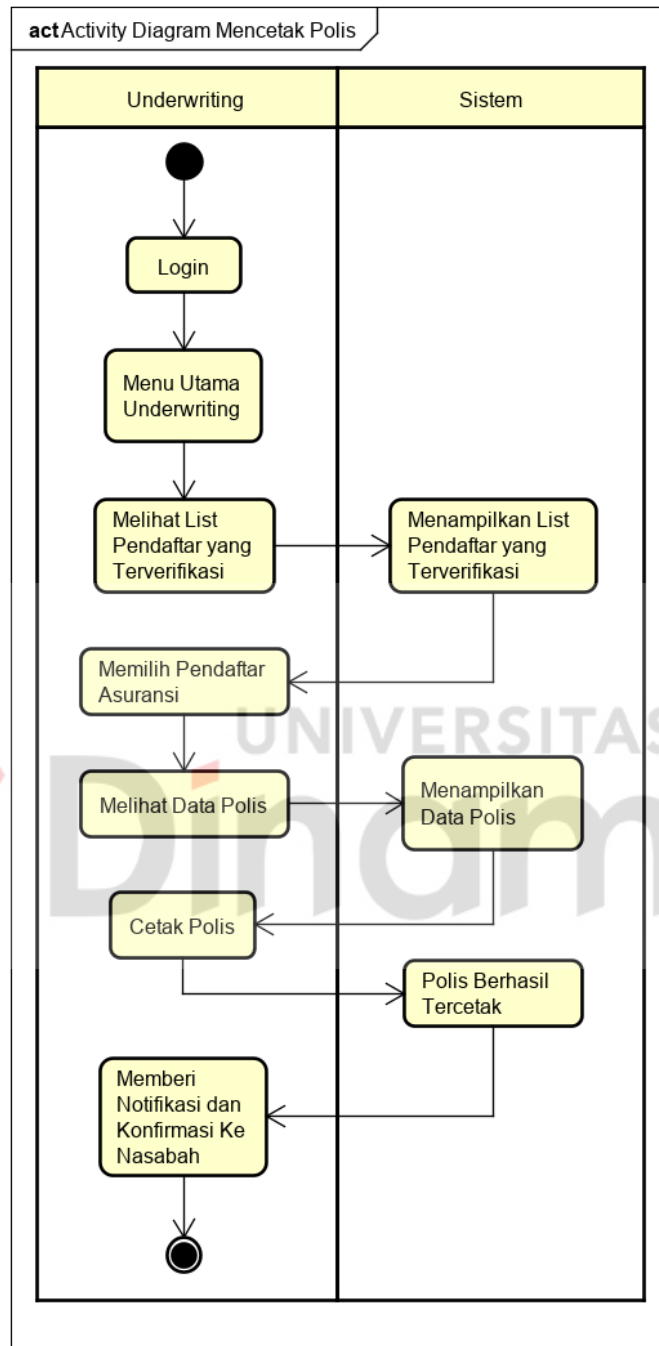 act Activity Diagram Mencetak Polis
Underwriting
Sistem
Login
Menu Utama
Underwriting
Melihat List
Pendaftar yang
Terverifikasi
Menampilkan List
Pendaftar yang
Terverifikasi
Memilih Pendaftar
Asuransi
UNIVERSITAS
Dinam
Melihat Data Polis
Menampilkan
Data Polis
Cetak Polis
Polis Berhasil
Tercetak
Memberi
Notifikasi dan
Konfirmasi Ke
Nasabah